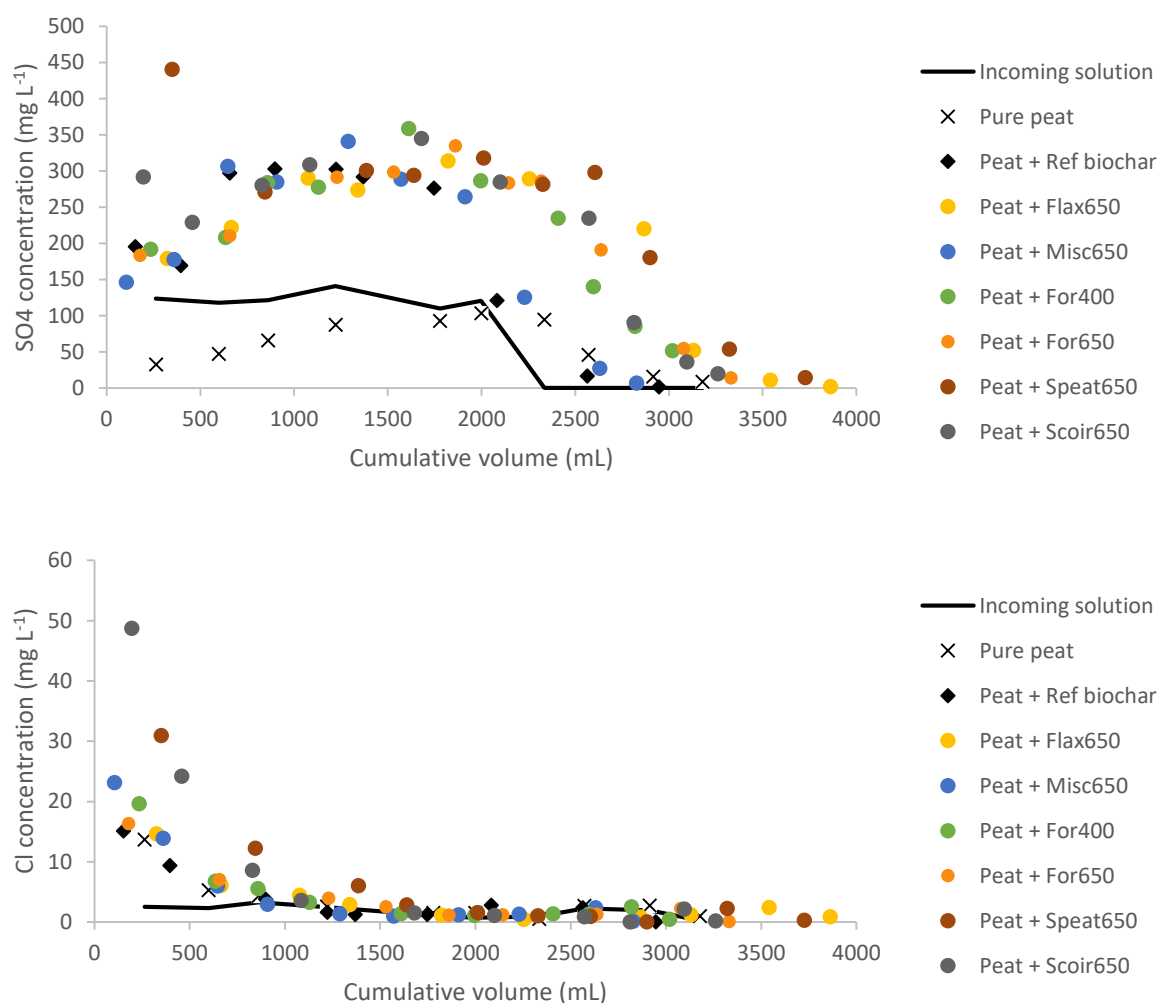 SO4 concentration (mg L-1)
500
450
400
350
300
250
200
150
100
50
0
0 500 1000 1500 2000 2500 3000 3500 4000
Cumulative volume (mL)
Incoming solution
Pure peat
Peat + Ref biochar
Peat + Flax650
Peat + Misc650
Peat + For400
Peat + For650
Peat + Speat650
Peat + Scoir650
Cl concentration (mg L-1)
60
50
40
30
20
10
0
0 500 1000 1500 2000 2500 3000 3500 4000
Cumulative volume (mL)
Incoming solution
Pure peat
Peat + Ref biochar
Peat + Flax650
Peat + Misc650
Peat + For400
Peat + For650
Peat + Speat650
Peat + Scoir650